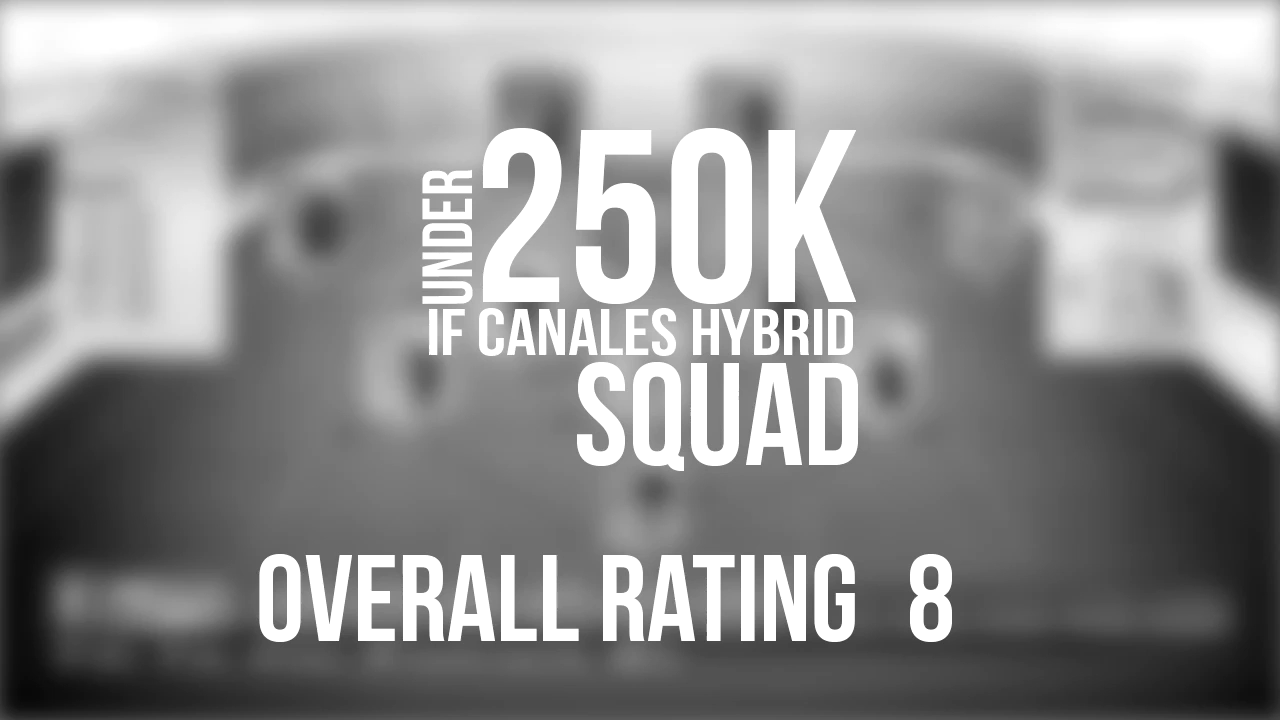 UNDER
250K
IF CANALES HYBRID
SQUAD
OVERALL RATING 8